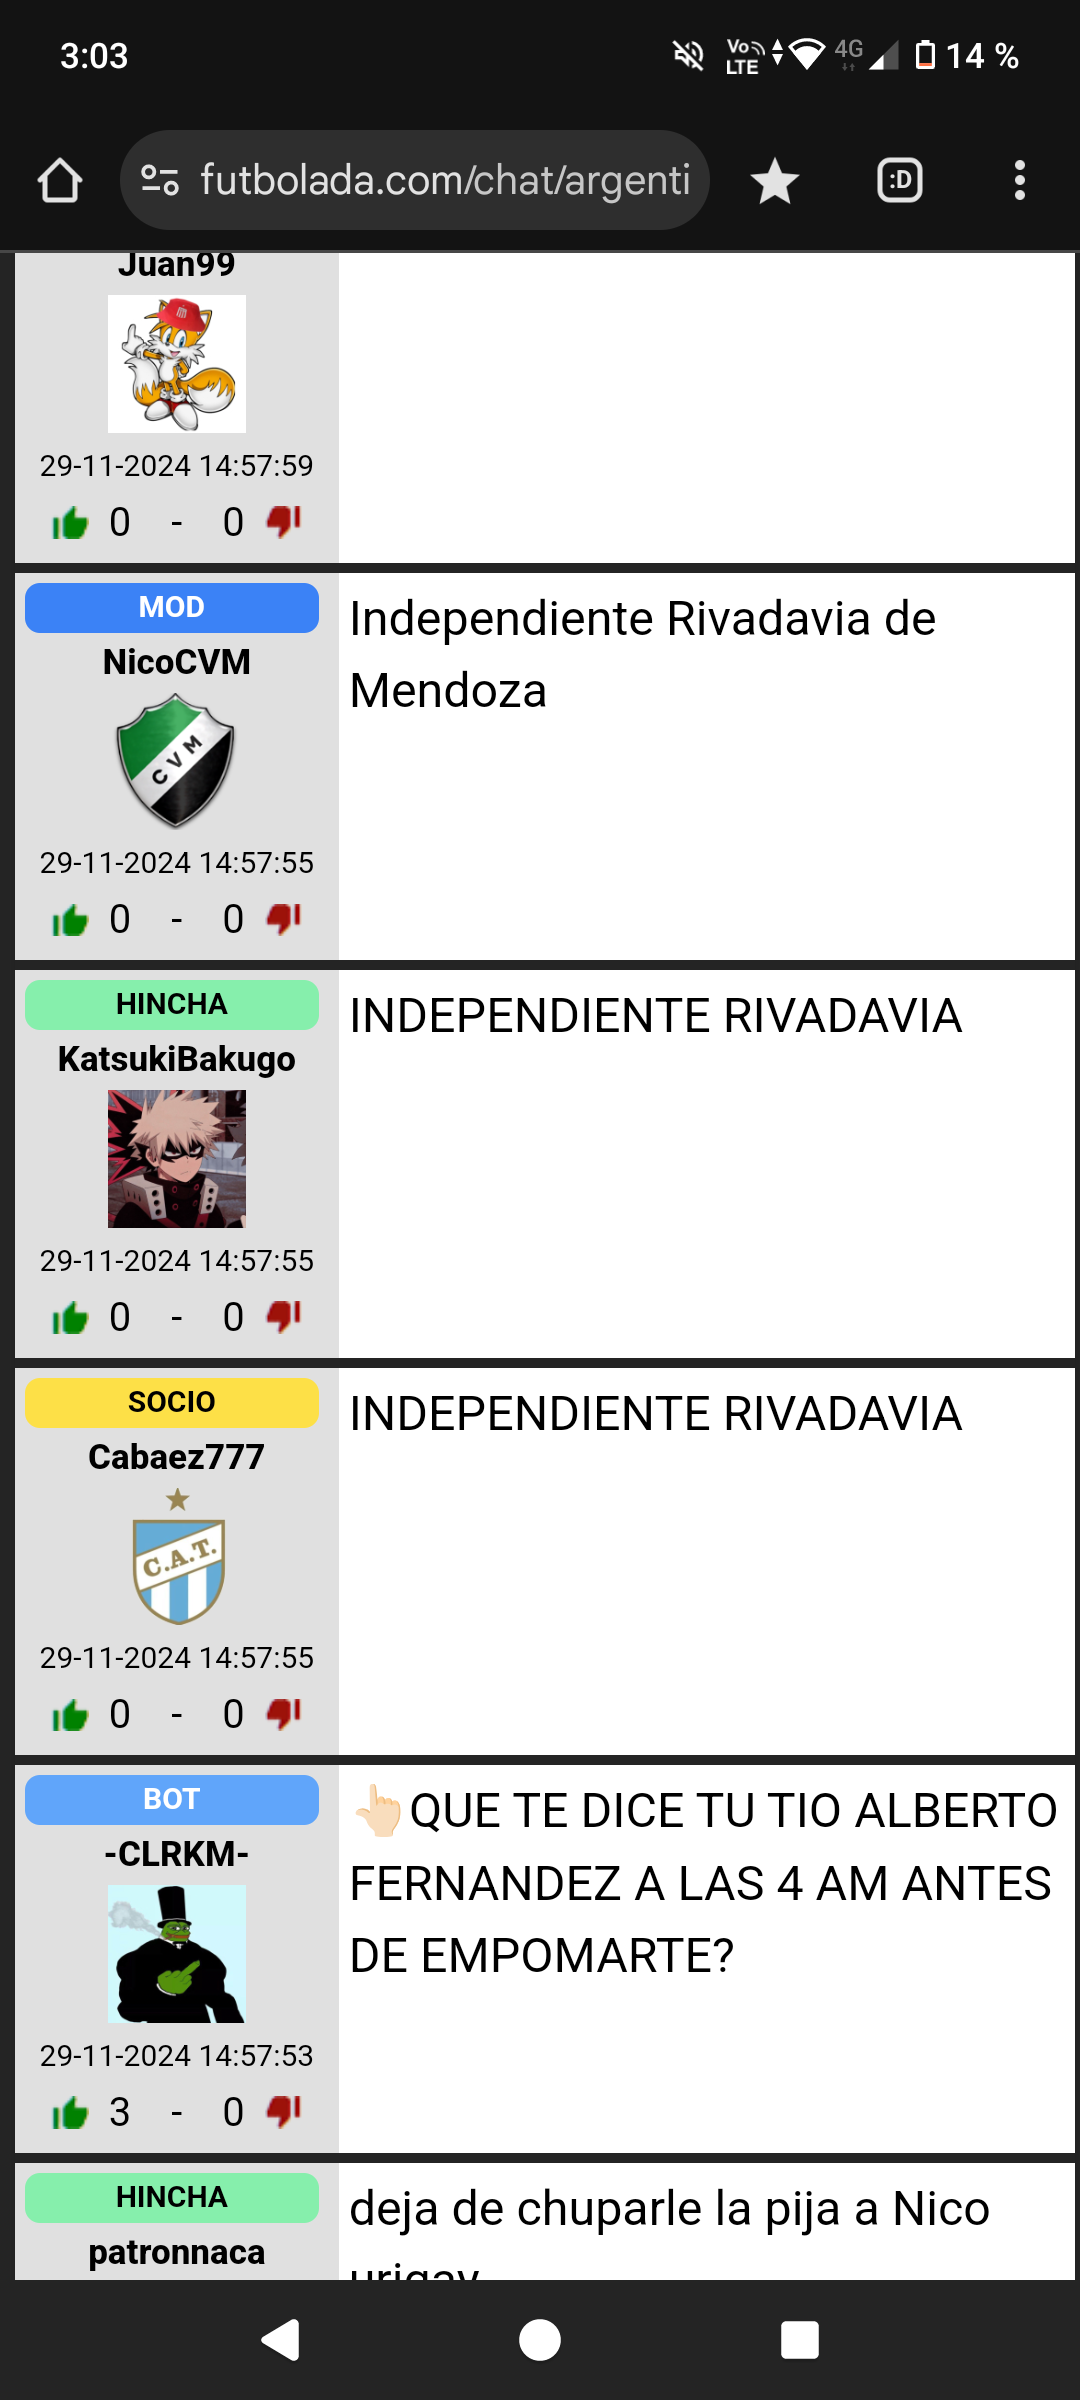 3:03
Vo
LTE
4G
14 %
futbolada.com/chat/argenti
:D
Juan99
29-11-2024 14:57:59
0 - 0
MOD
NicoCVM
CVM
29-11-2024 14:57:55
0 - 0
Independiente Rivadavia de
Mendoza
HINCHA
KatsukiBakugo
29-11-2024 14:57:55
0 - 0
INDEPENDIENTE RIVADAVIA
SOCIO
Cabaez777
C.A.T.
29-11-2024 14:57:55
0 - 0
INDEPENDIENTE RIVADAVIA
BOT
-CLRKM-
29-11-2024 14:57:53
3 - 0
👆🏻QUE TE DICE TU TIO ALBERTO
FERNANDEZ A LAS 4 AM ANTES
DE EMPOMARTE?
HINCHA
patronnaca
deja de chuparle la pija a Nico